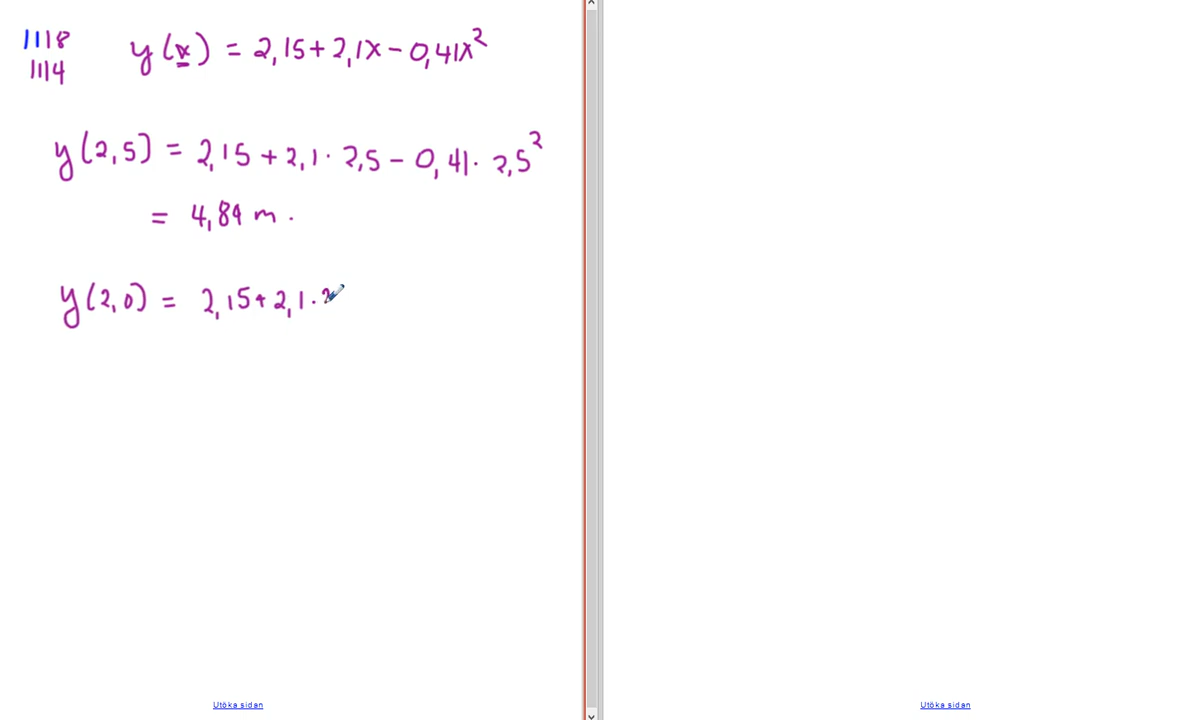 1118
1114
y(x) = 2,15+2,1x-0,41x²
y(2,5) = 2,15+2,1·2,5-0,41·2,5²
= 4,84 m.
y(2,0) = 2,15+2,1·2
Utöka sidan
Utöka sidan